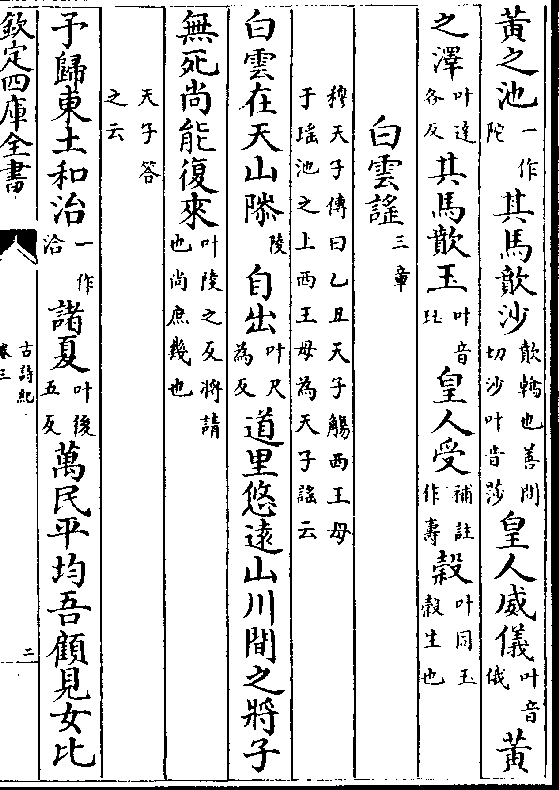 黃之池一作陀其馬歕沙歕也善問切沙叶音莎皇人威儀叶音俄黃
之澤叶達各反其馬歕玉叶音珏皇人受補註作壽榖叶同玉榖生也
白雲謠三章
穆天子傳曰乙丑天子觴西王母
于瑤池之上西王母為天子謠云
白雲在天山陵自出叶尺為反道里悠遠山川間之將子
無死尚能復來叶陵之反將請也尚庶幾也
天子答
之云
予歸東土和治一作洽諸夏叶後五反萬民平均吾顧見女比
欽定四庫全書
古詩紀
卷三
二